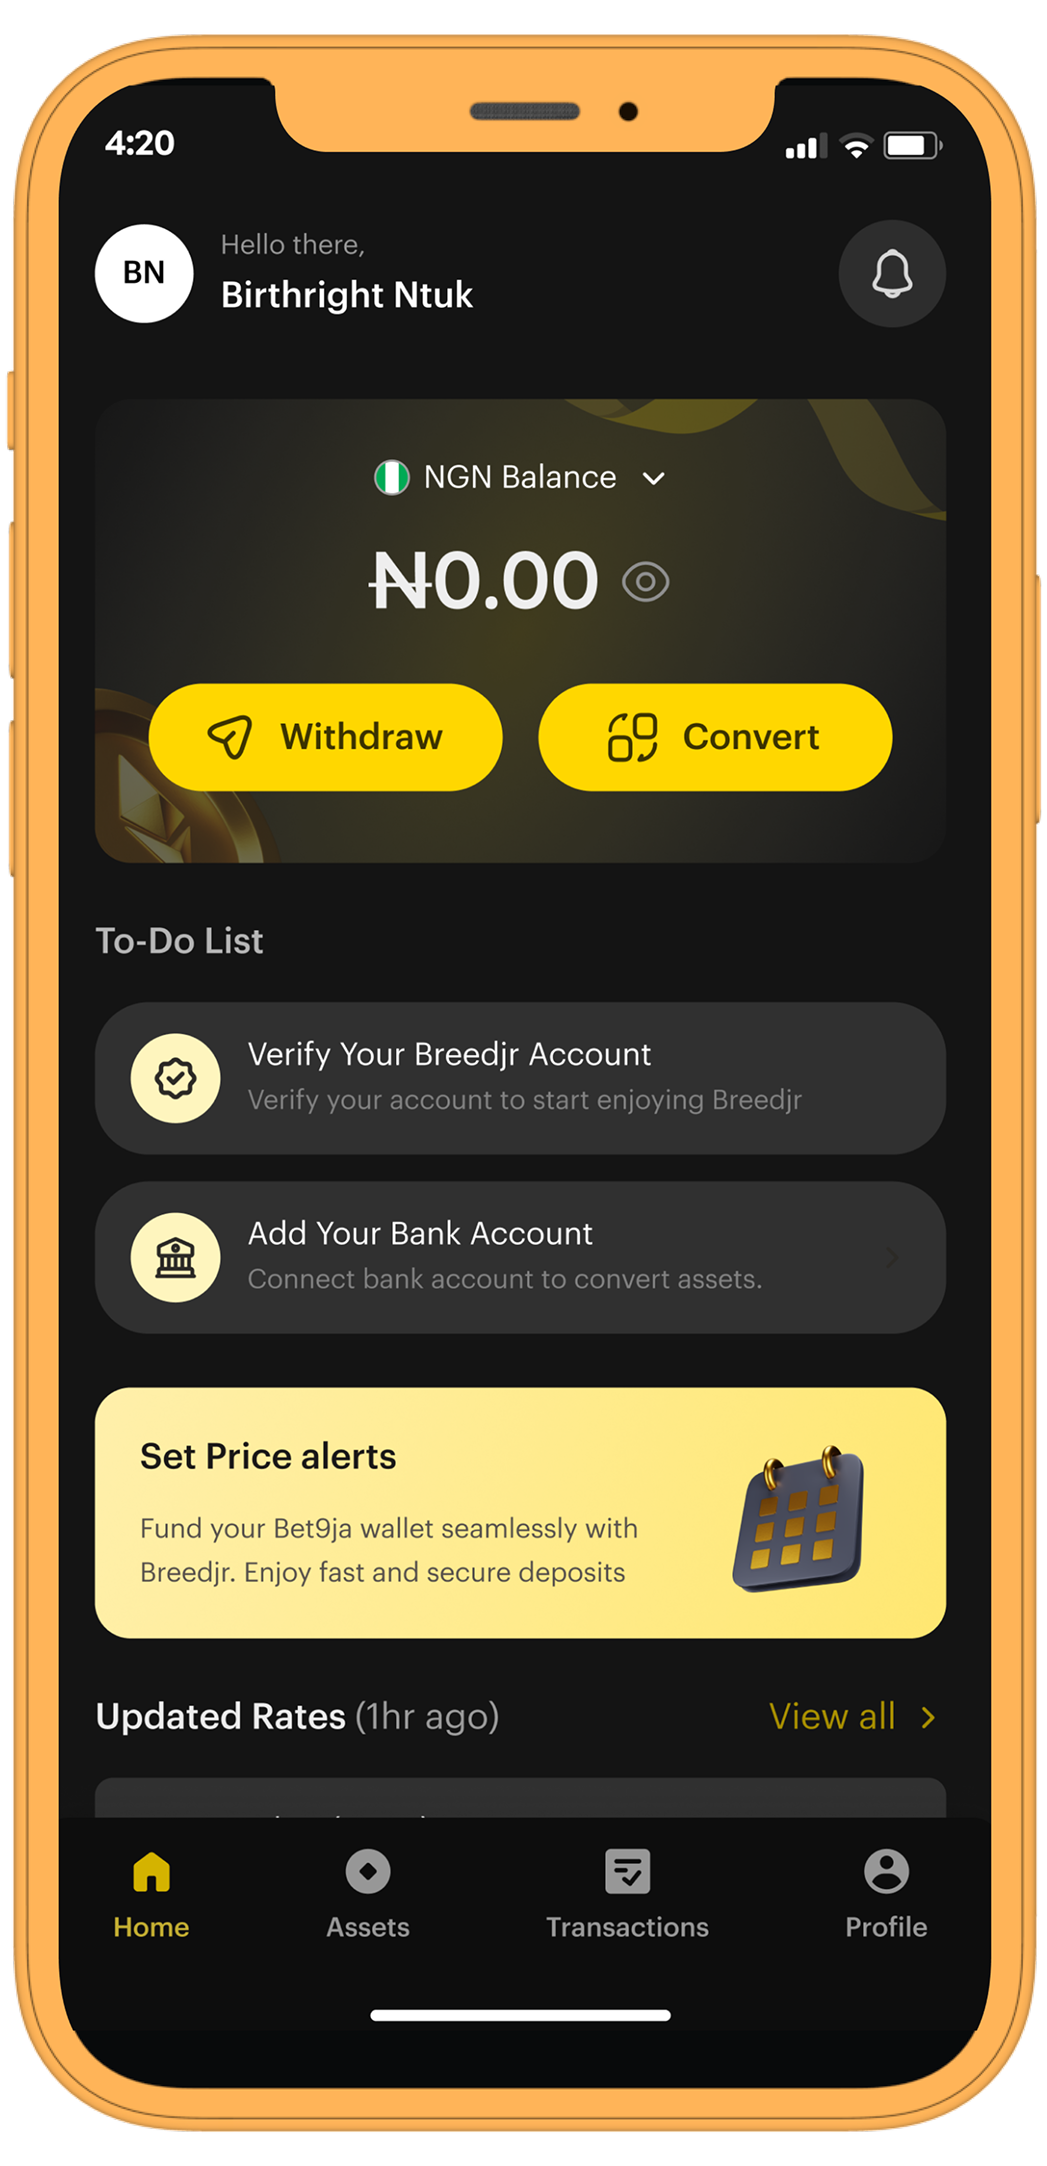 4:20
BN
Hello there,
Birthright Ntuk
NGN Balance
₦0.00
Withdraw
Convert
To-Do List
Verify Your Breedjr Account
Verify your account to start enjoying Breedjr
Add Your Bank Account
Connect bank account to convert assets.
Set Price alerts
Fund your Bet9ja wallet seamlessly with
Breedjr. Enjoy fast and secure deposits
Updated Rates (1hr ago)
View all
Home
Assets
Transactions
Profile